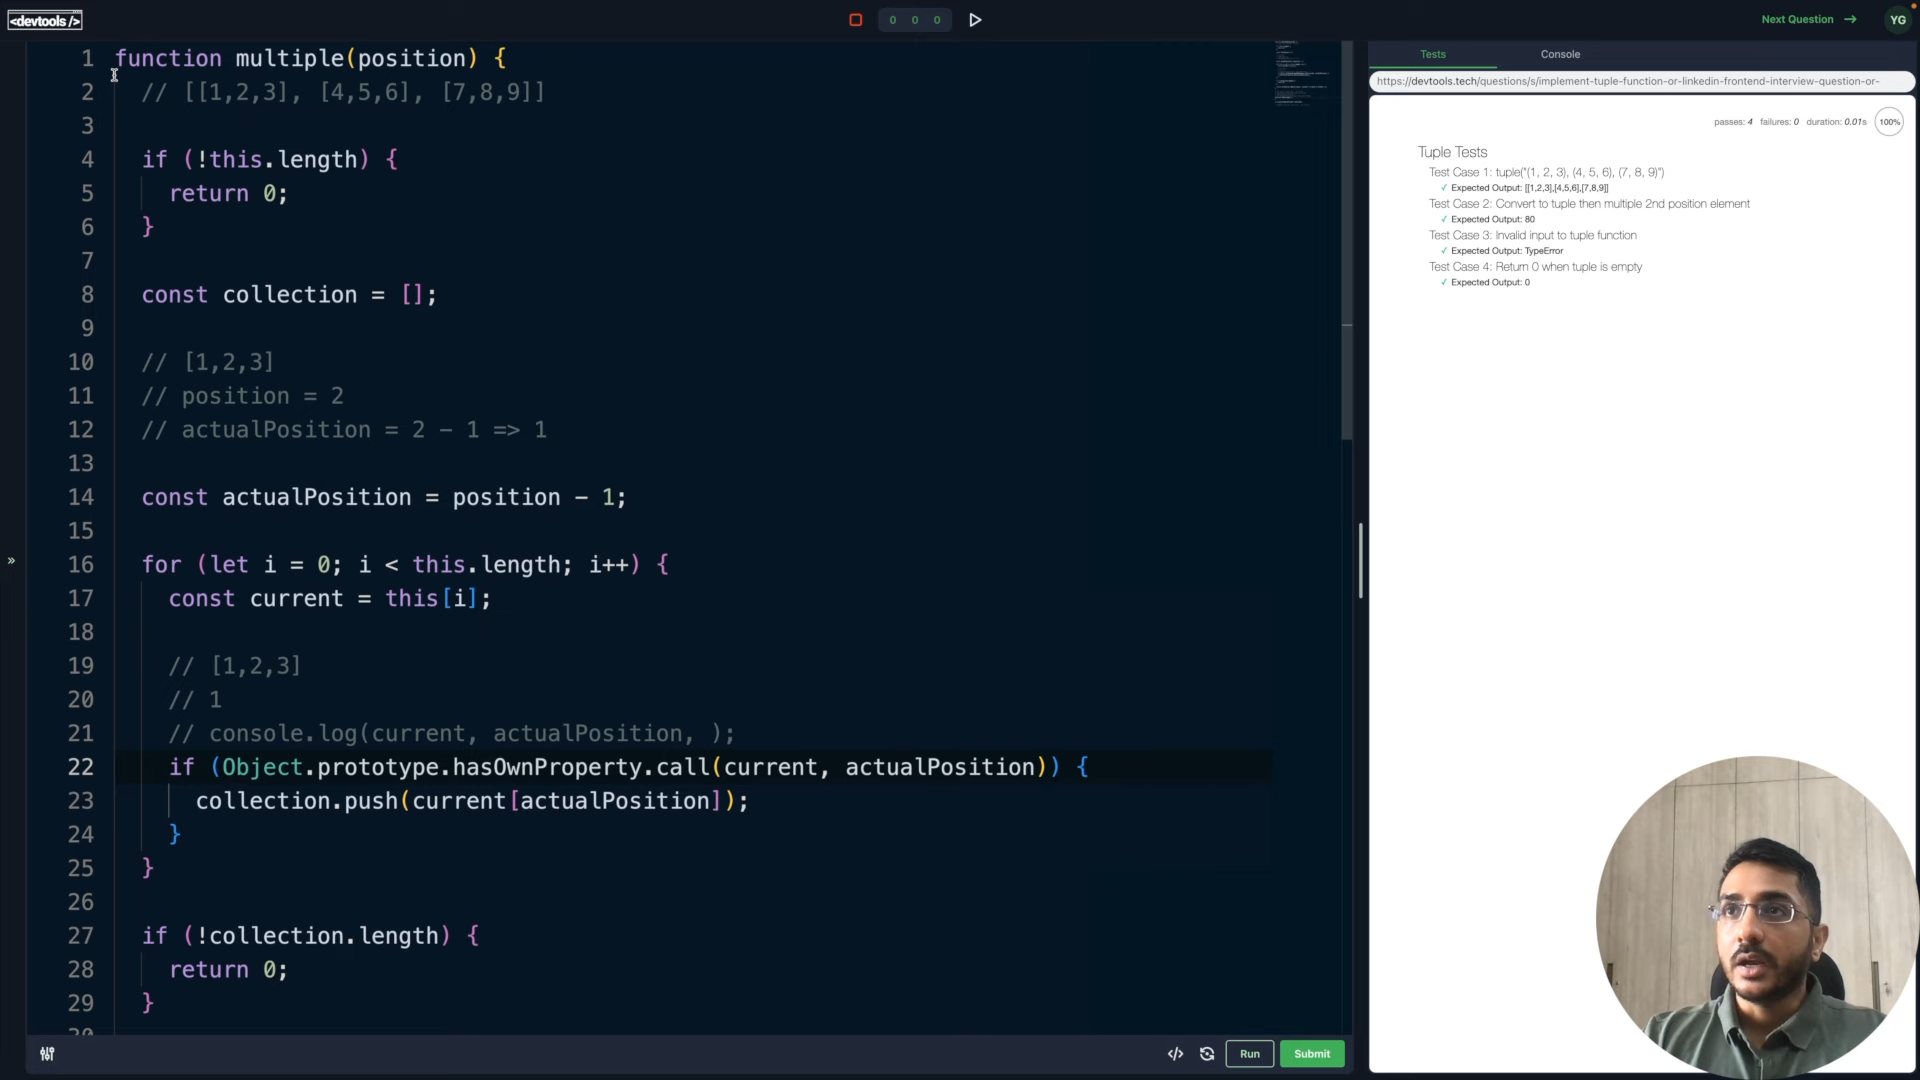 <devtools />
0 0 0
Next Question
YG
1 function multiple(position) {
2 // [[1,2,3], [4,5,6], [7,8,9]]
3
4 if (!this.length) {
5 return 0;
6 }
7
8 const collection = [];
9
10 // [1,2,3]
11 // position = 2
12 // actualPosition = 2 - 1 => 1
13
14 const actualPosition = position - 1;
15
16 for (let i = 0; i < this.length; i++) {
17 const current = this[i];
18
19 // [1,2,3]
20 // 1
21 // console.log(current, actualPosition, );
22 if (Object.prototype.hasOwnProperty.call(current, actualPosition)) {
23 collection.push(current[actualPosition]);
24 }
25 }
26
27 if (!collection.length) {
28 return 0;
29 }
30
Run
Submit
Tests
Console
https://devtools.tech/questions/s/implement-tuple-function-or-linkedin-frontend-interview-question-or-
passes: 4 failures: 0 duration: 0.01s 100%
Tuple Tests
Test Case 1: tuple("(1, 2, 3), (4, 5, 6), (7, 8, 9)")
✓ Expected Output: [[1,2,3],[4,5,6],[7,8,9]]
Test Case 2: Convert to tuple then multiple 2nd position element
✓ Expected Output: 80
Test Case 3: Invalid input to tuple function
✓ Expected Output: TypeError
Test Case 4: Return 0 when tuple is empty
✓ Expected Output: 0